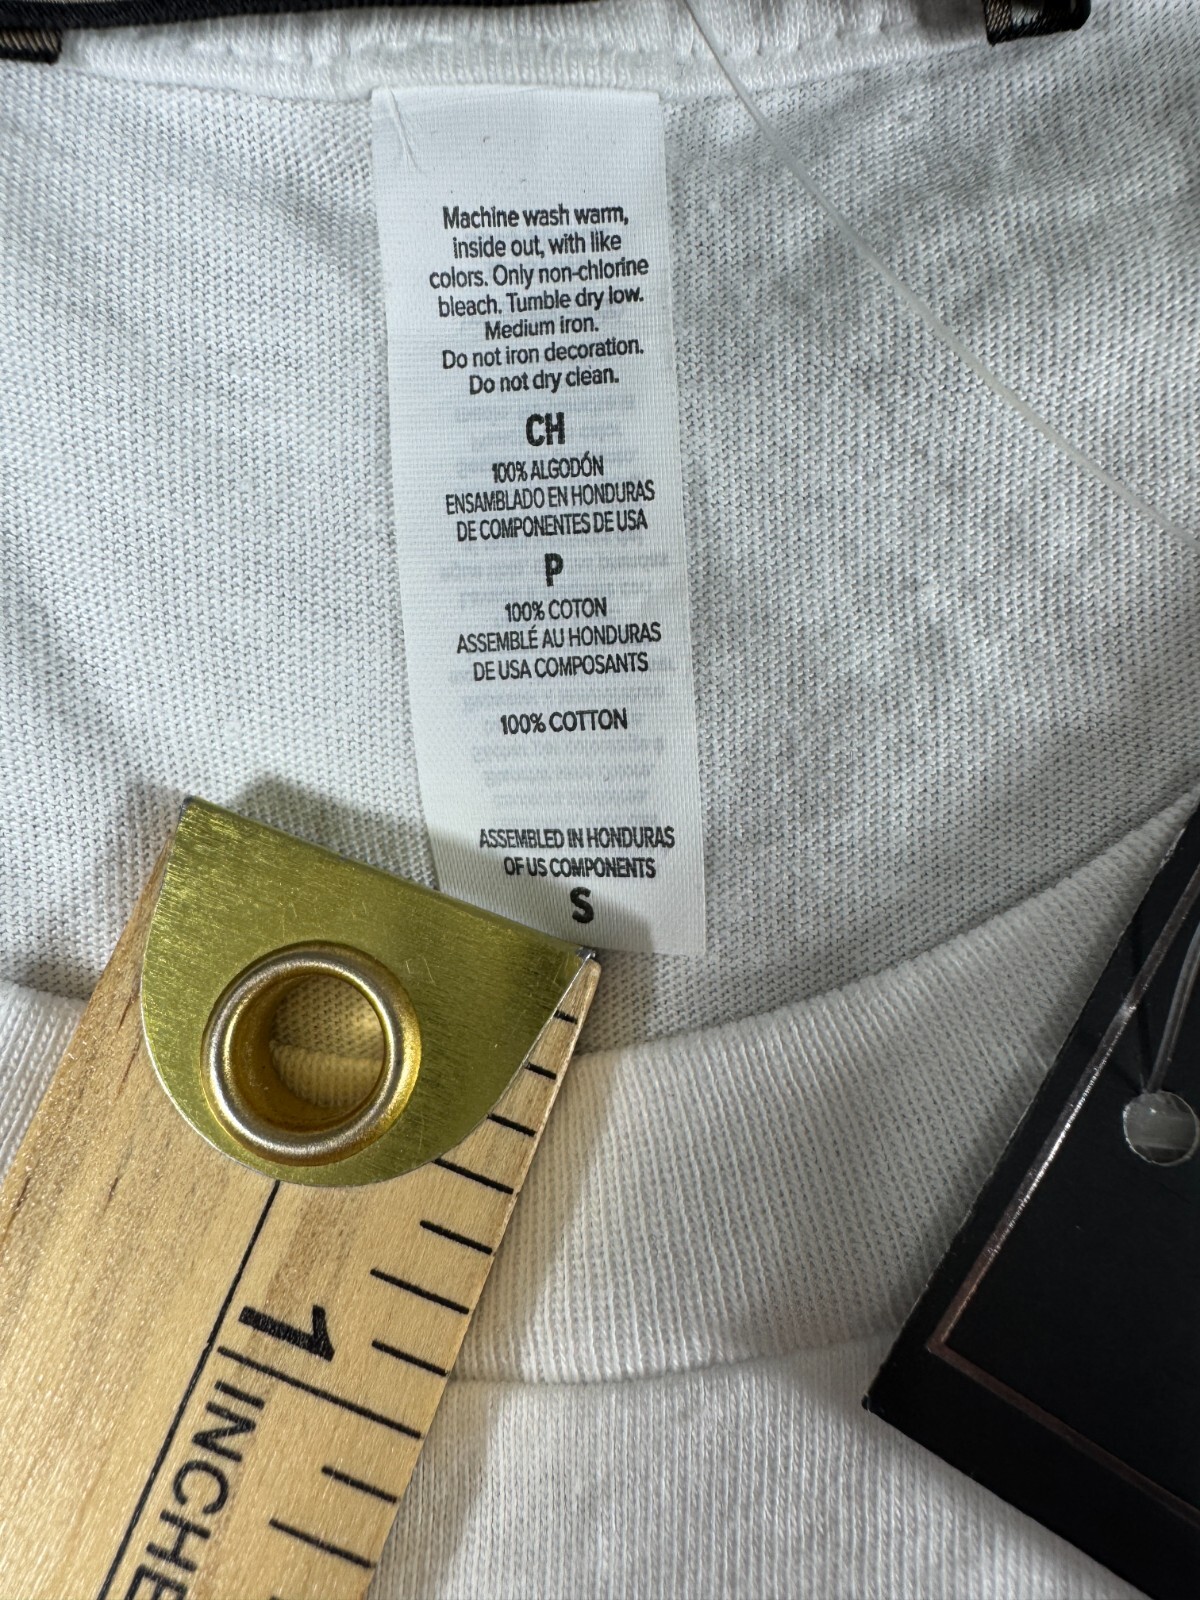 Machine wash warm,
inside out, with like
colors. Only non-chlorine
bleach. Tumble dry low.
Medium iron.
Do not iron decoration.
Do not dry clean.
CH
100% ALGODÓN
ENSAMBLADO EN HONDURAS
DE COMPONENTES DE USA
P
100% COTON
ASSEMBLÉ AU HONDURAS
DE USA COMPOSANTS
100% COTTON
ASSEMBLED IN HONDURAS
OF US COMPONENTS
S
1
INCHE